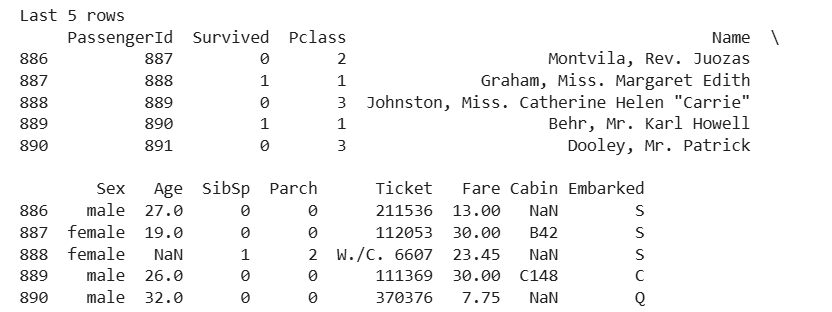 Last 5 rows
PassengerId Survived Pclass Name \
886 887 0 2 Montvila, Rev. Juozas
887 888 1 1 Graham, Miss. Margaret Edith
888 889 0 3 Johnston, Miss. Catherine Helen "Carrie"
889 890 1 1 Behr, Mr. Karl Howell
890 891 0 3 Dooley, Mr. Patrick
Sex Age SibSp Parch Ticket Fare Cabin Embarked
886 male 27.0 0 0 211536 13.00 NaN S
887 female 19.0 0 0 112053 30.00 B42 S
888 female NaN 1 2 W./C. 6607 23.45 NaN S
889 male 26.0 0 0 111369 30.00 C148 C
890 male 32.0 0 0 370376 7.75 NaN Q